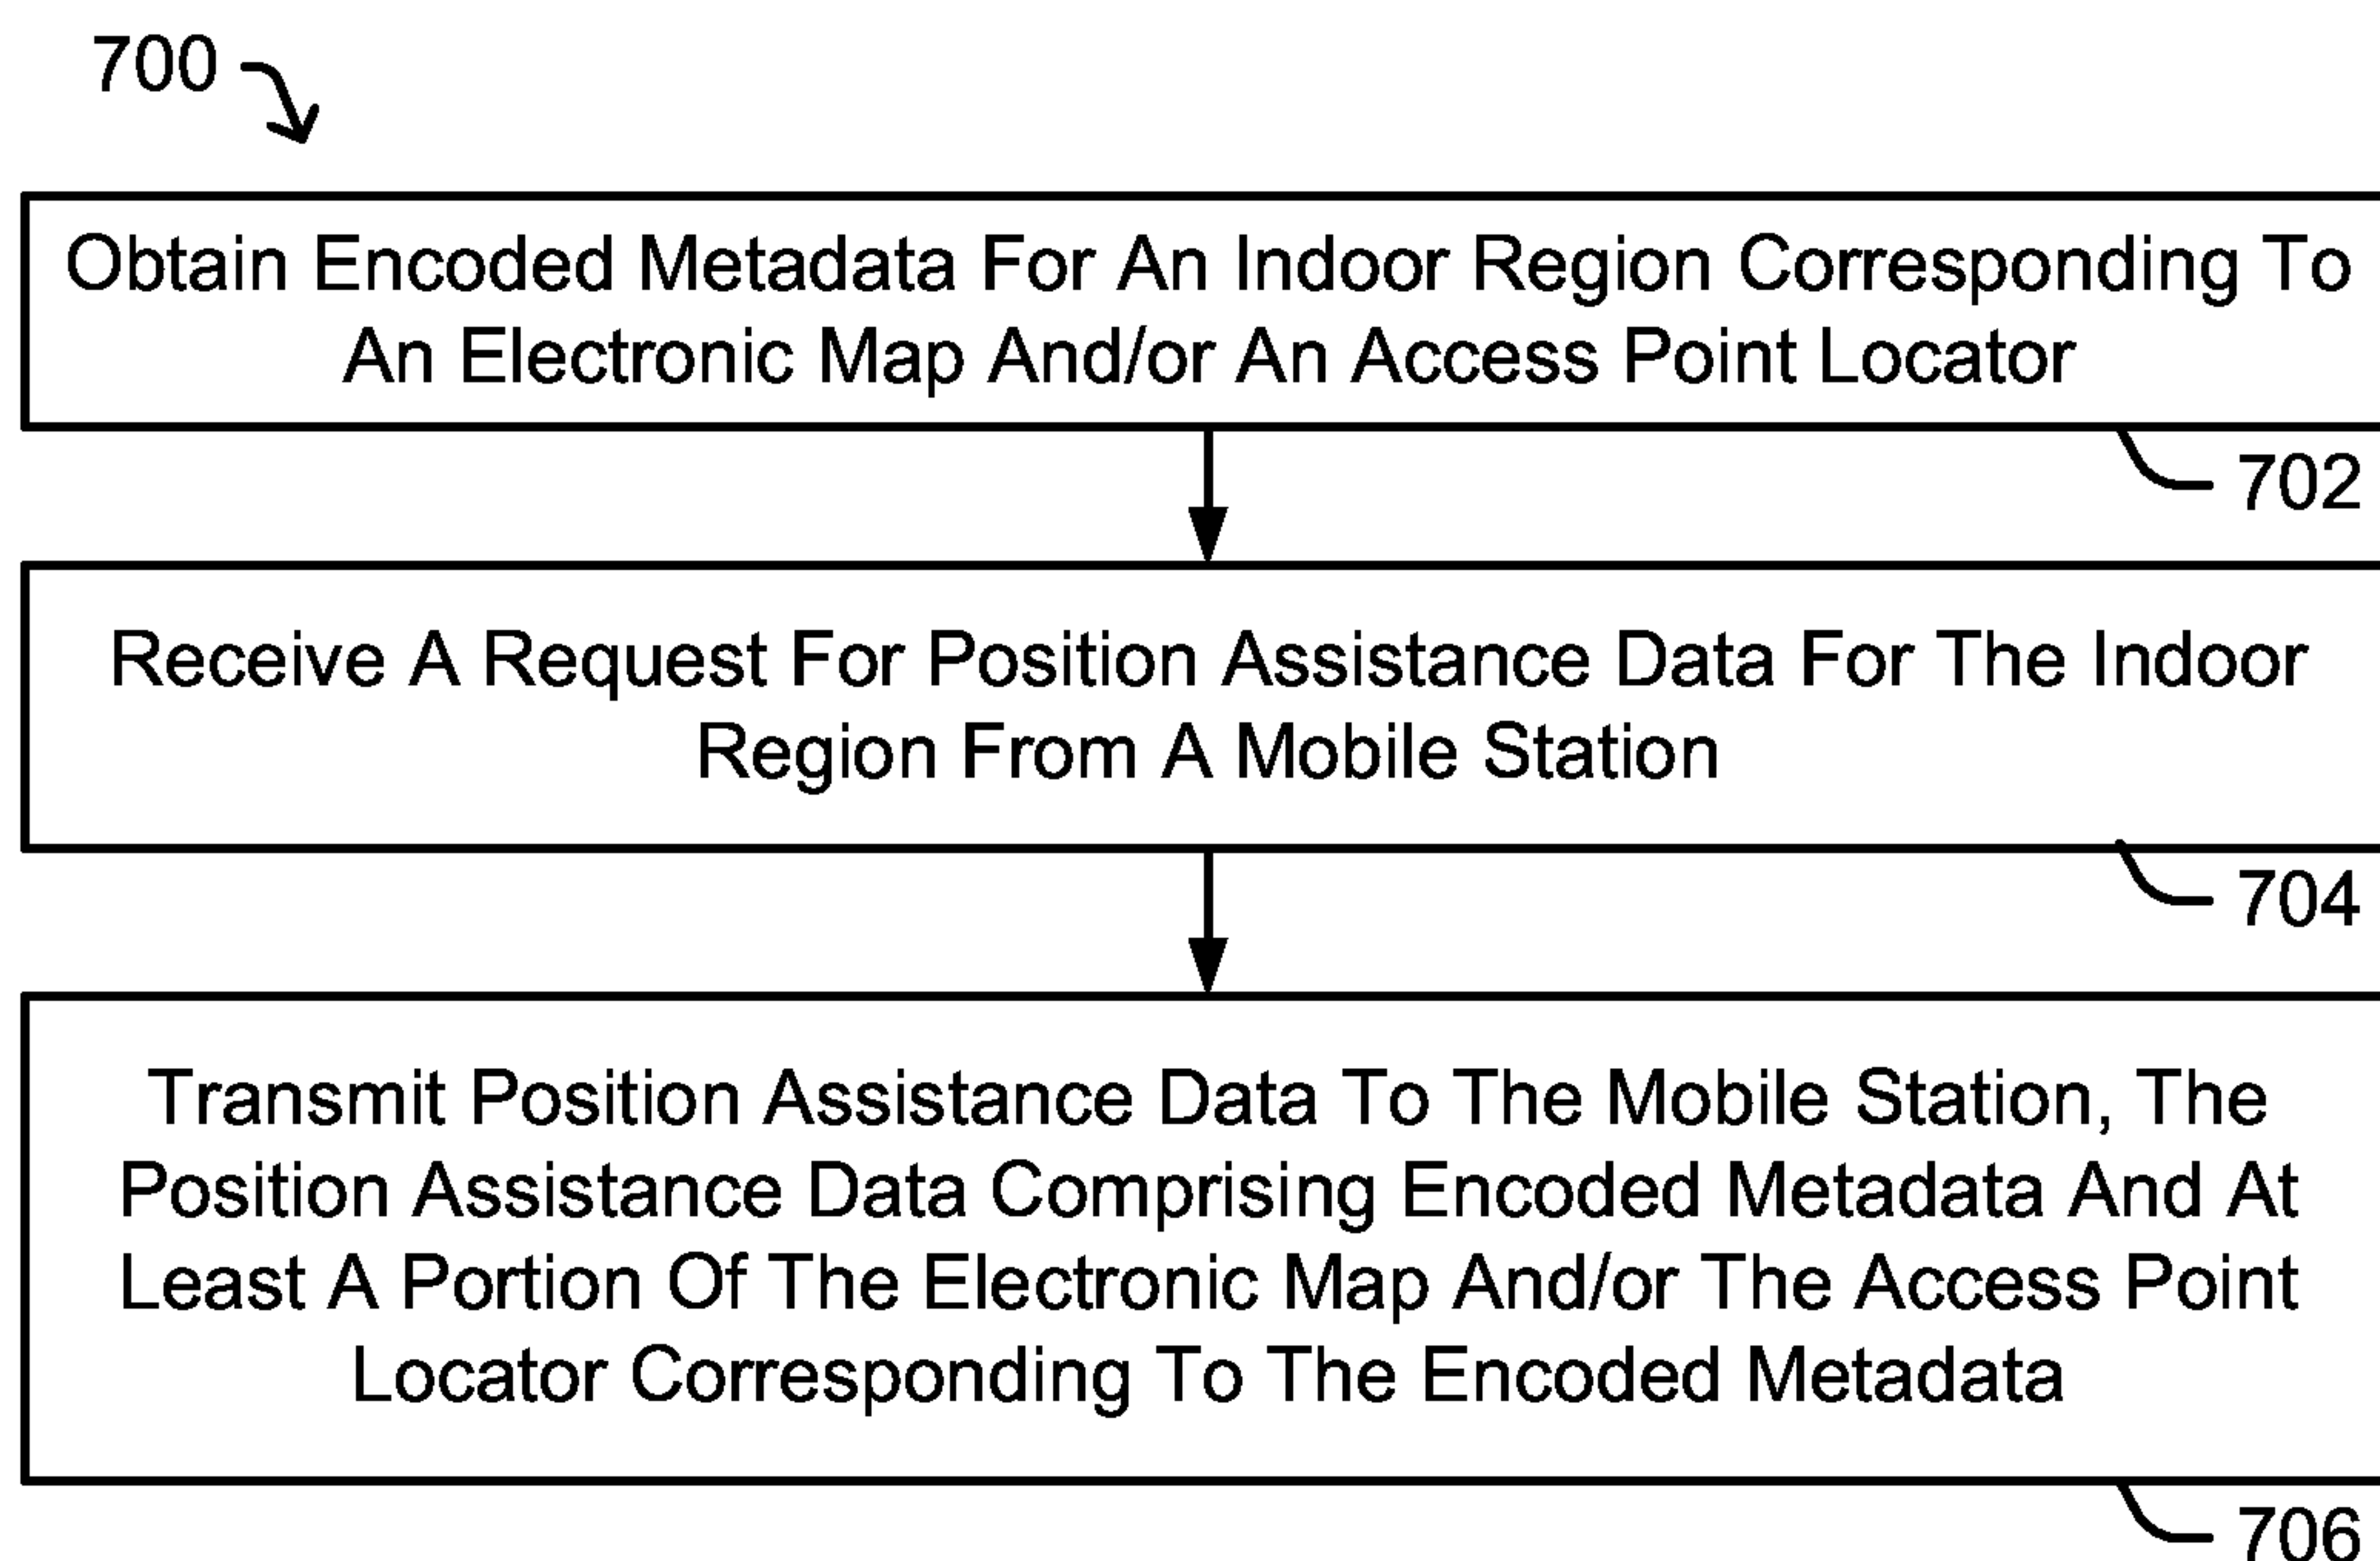 700
Obtain Encoded Metadata For An Indoor Region Corresponding To
An Electronic Map And/or An Access Point Locator
702
Receive A Request For Position Assistance Data For The Indoor
Region From A Mobile Station
704
Transmit Position Assistance Data To The Mobile Station, The
Position Assistance Data Comprising Encoded Metadata And At
Least A Portion Of The Electronic Map And/or The Access Point
Locator Corresponding To The Encoded Metadata
706